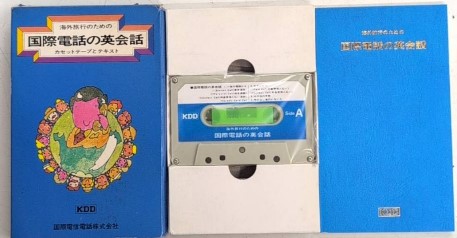 海外旅行のための
国際電話の英会話
カセットテープとテキスト
KDD
国際電信電話株式会社
KDD
Side A
海外旅行のための
国際電話の英会話
海外旅行のための
国際電話の英会話
KDD